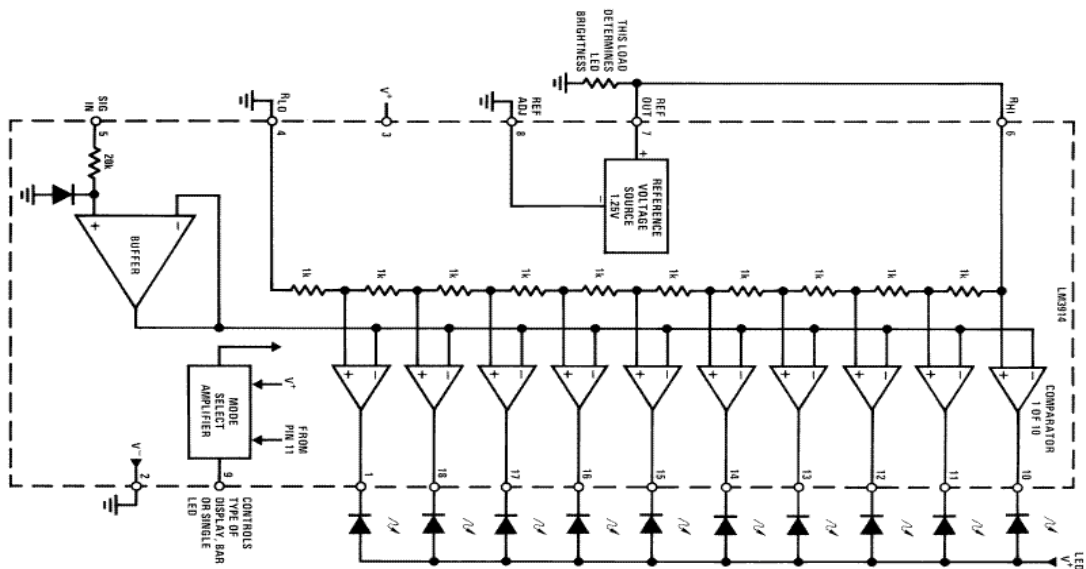 LED
V+
LM3914
COMPARATOR
1 OF 10
RHI
6
10
1k
11
1k
12
1k
13
1k
14
1k
THIS LOAD
DETERMINES
LED
BRIGHTNESS
REF
OUT
7
+
REFERENCE
VOLTAGE
SOURCE
1.25V
−
15
1k
16
1k
REF
ADJ
8
17
1k
18
1k
V+
3
1
1k
RLO
4
V+
FROM
PIN 11
MODE
SELECT
AMPLIFIER
9
CONTROLS
TYPE OF
DISPLAY, BAR
OR SINGLE
LED
BUFFER
−
+
20k
SIG
IN
5
V−
2
− +
− +
− +
− +
− +
− +
− +
− +
− +
− +